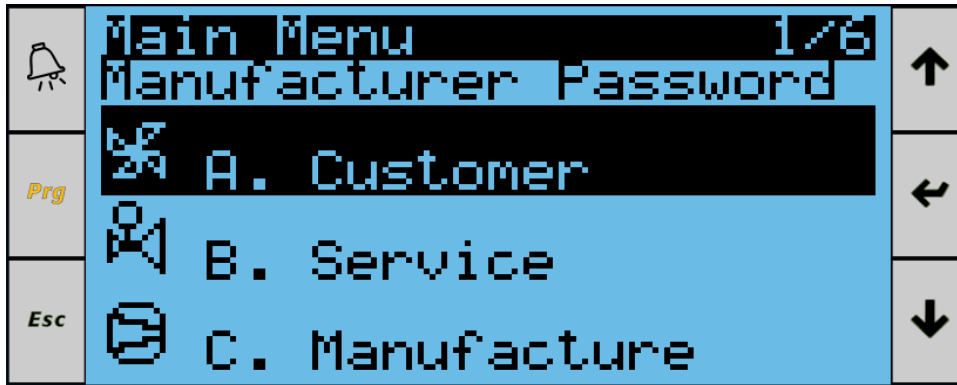 Main Menu 1/6
Manufacturer Password
A. Customer
Prg
B. Service
Esc
C. Manufacture